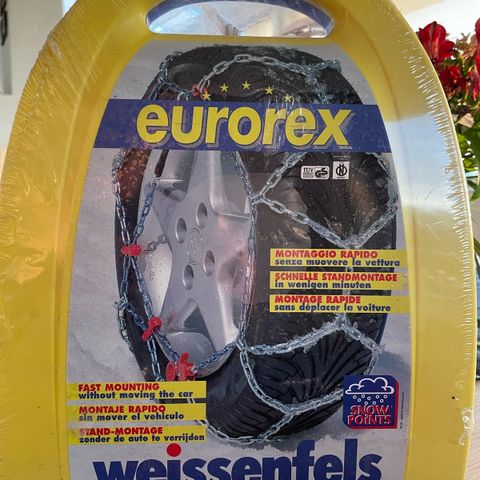 eurorex
TÜV
GS
MONTAGGIO RAPIDO
senza muovere la vettura
SCHNELLE STANDMONTAGE
in wenigen minuten
MONTAGE RAPIDE
sans déplacer la voiture
FAST MOUNTING
without moving the car
MONTAJE RAPIDO
sin mover el vehiculo
STAND-MONTAGE
zonder de auto te verrijden
SNOW
POINTS
weissenfels